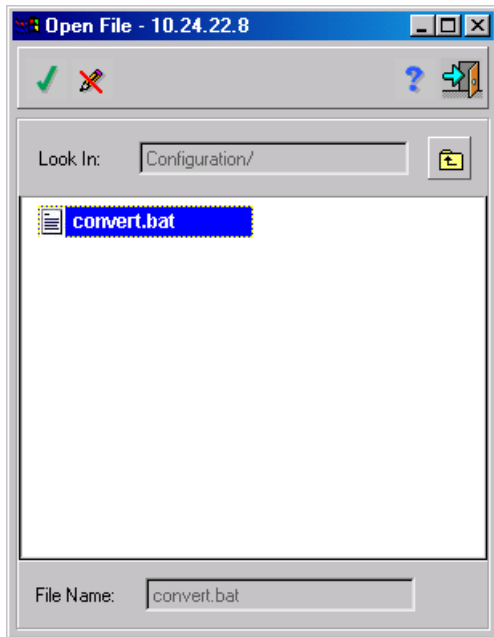 Open File - 10.24.22.8
?
Look In: Configuration/
convert.bat
File Name: convert.bat